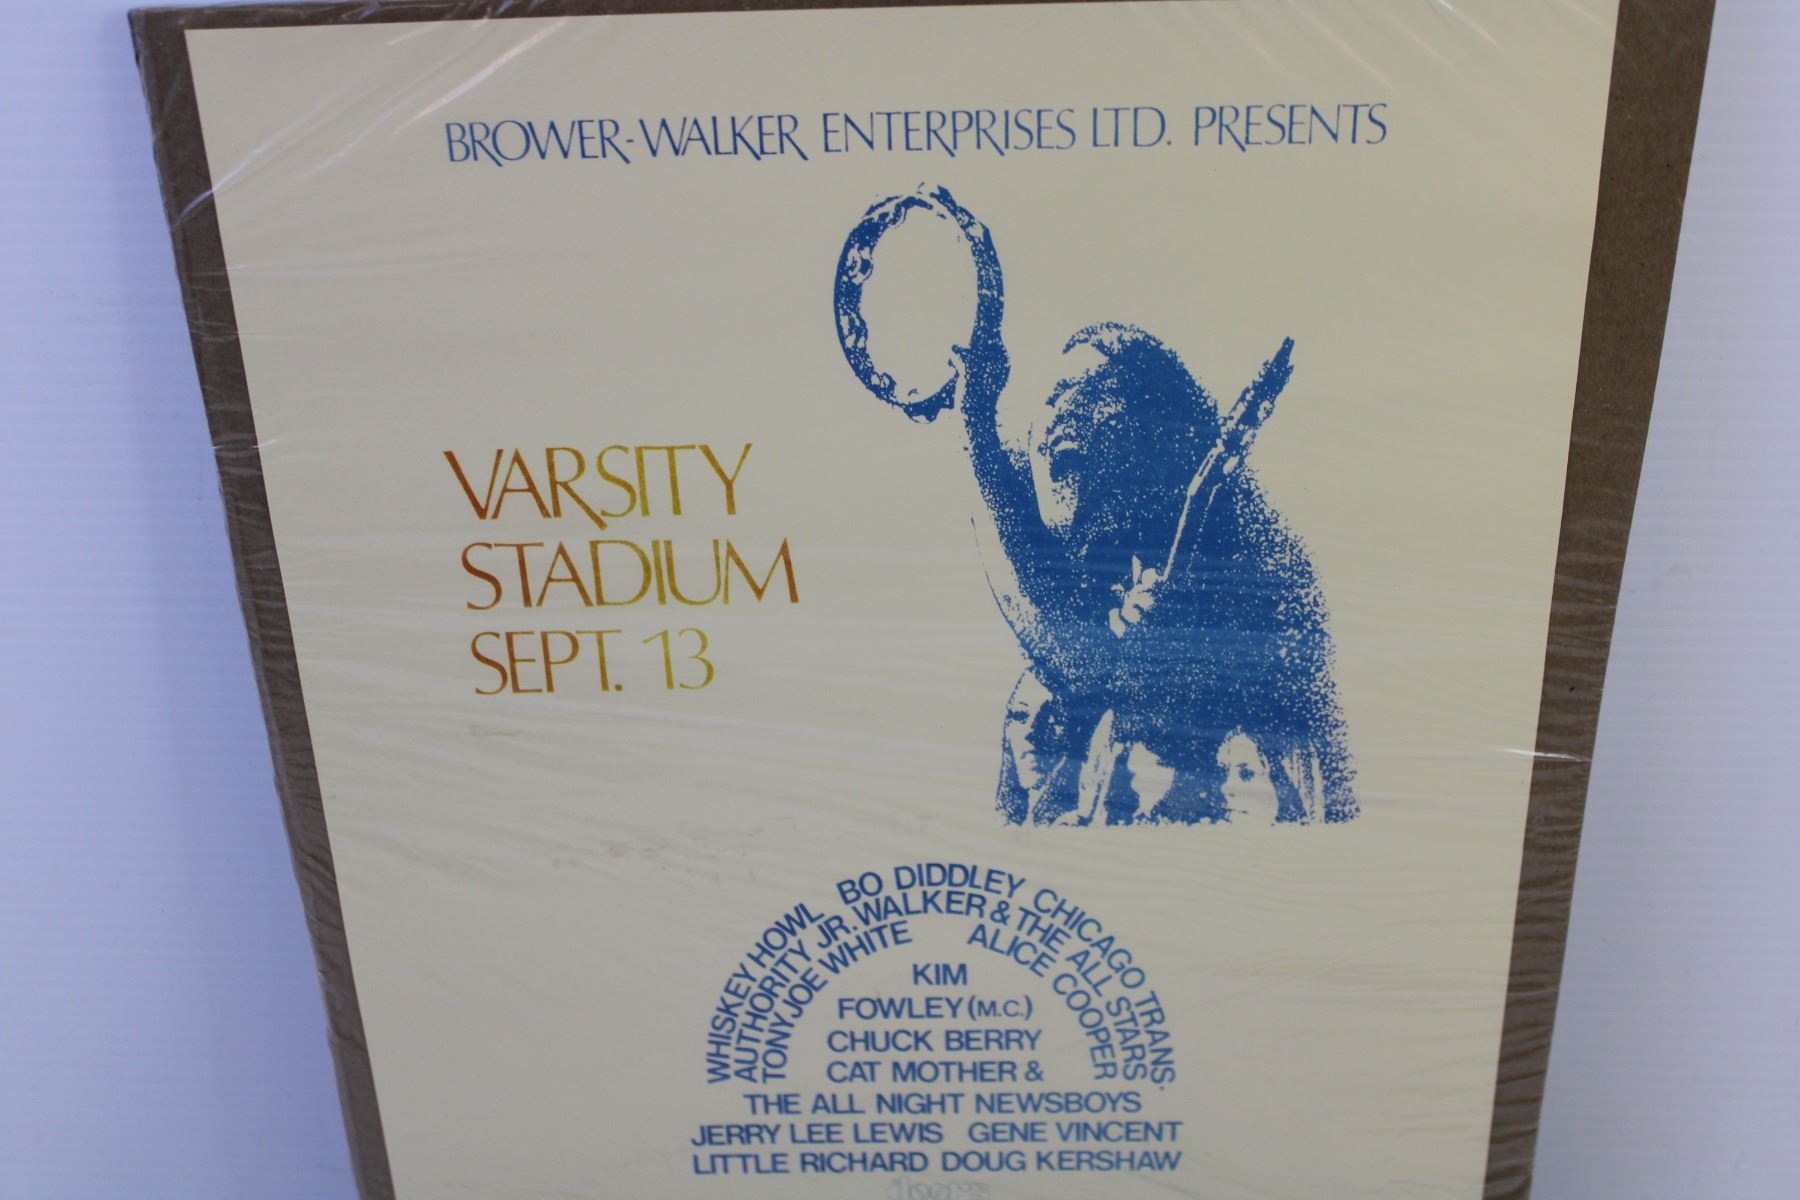 BROWER-WALKER ENTERPRISES LTD. PRESENTS
VARSITY
STADIUM
SEPT. 13
WHISKEY HOWL BO DIDDLEY CHICAGO TRANS.
AUTHORITY JR. WALKER & THE ALL STARS
TONY JOE WHITE ALICE COOPER
KIM
FOWLEY (M.C.)
CHUCK BERRY
CAT MOTHER &
THE ALL NIGHT NEWSBOYS
JERRY LEE LEWIS GENE VINCENT
LITTLE RICHARD DOUG KERSHAW
doors